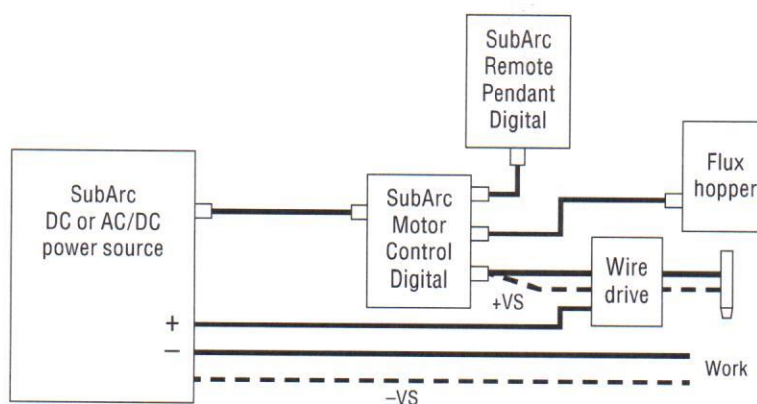 SubArc
Remote
Pendant
Digital
Flux
hopper
SubArc
DC or AC/DC
power source
SubArc
Motor
Control
Digital
Wire
drive
+VS
+
−
Work
−VS